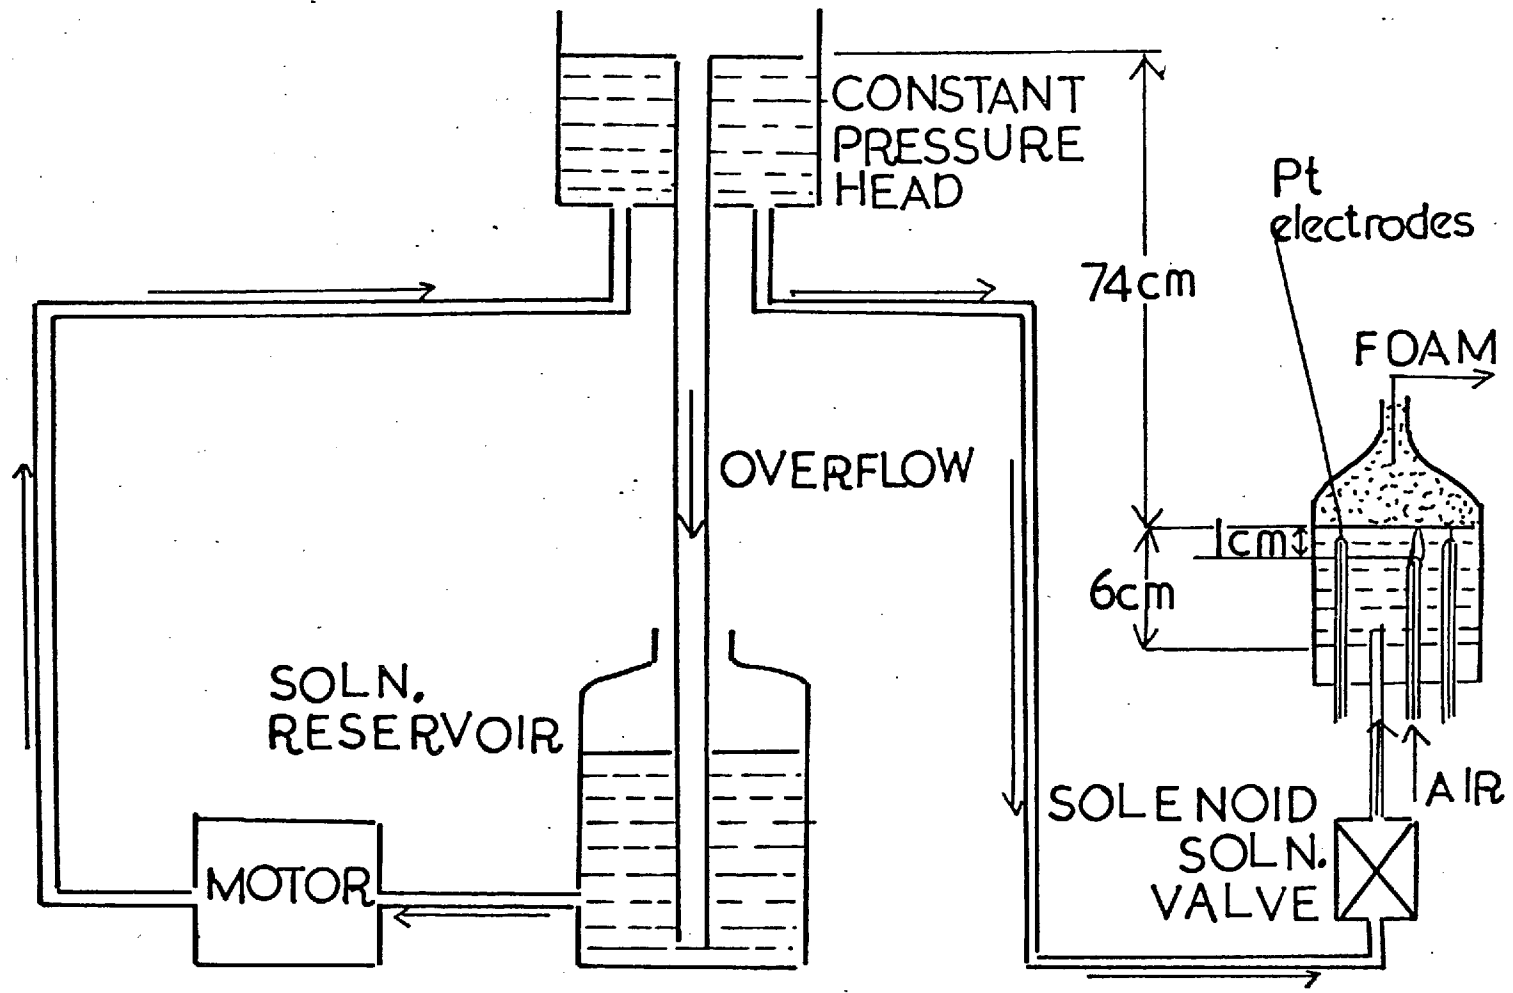 CONSTANT
PRESSURE
HEAD
Pt
electrodes
74cm
FOAM
OVERFLOW
1cm
6cm
SOLN.
RESERVOIR
MOTOR
AIR
SOLENOID
SOLN.
VALVE